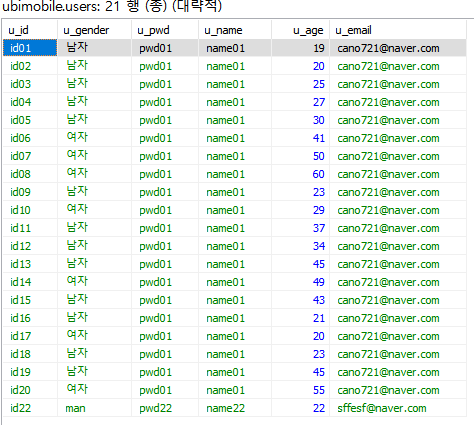 ubimobile.users: 21 행 (종) (대략적)
u_id u_gender u_pwd u_name u_age u_email
id01 남자 pwd01 name01 19 cano721@naver.com
id02 남자 pwd01 name01 20 cano721@naver.com
id03 남자 pwd01 name01 25 cano721@naver.com
id04 남자 pwd01 name01 27 cano721@naver.com
id05 남자 pwd01 name01 30 cano721@naver.com
id06 여자 pwd01 name01 41 cano721@naver.com
id07 여자 pwd01 name01 50 cano721@naver.com
id08 여자 pwd01 name01 60 cano721@naver.com
id09 남자 pwd01 name01 23 cano721@naver.com
id10 여자 pwd01 name01 29 cano721@naver.com
id11 남자 pwd01 name01 37 cano721@naver.com
id12 남자 pwd01 name01 34 cano721@naver.com
id13 남자 pwd01 name01 45 cano721@naver.com
id14 여자 pwd01 name01 49 cano721@naver.com
id15 남자 pwd01 name01 43 cano721@naver.com
id16 남자 pwd01 name01 21 cano721@naver.com
id17 여자 pwd01 name01 20 cano721@naver.com
id18 남자 pwd01 name01 23 cano721@naver.com
id19 남자 pwd01 name01 45 cano721@naver.com
id20 여자 pwd01 name01 55 cano721@naver.com
id22 man pwd22 name22 22 sffesf@naver.com